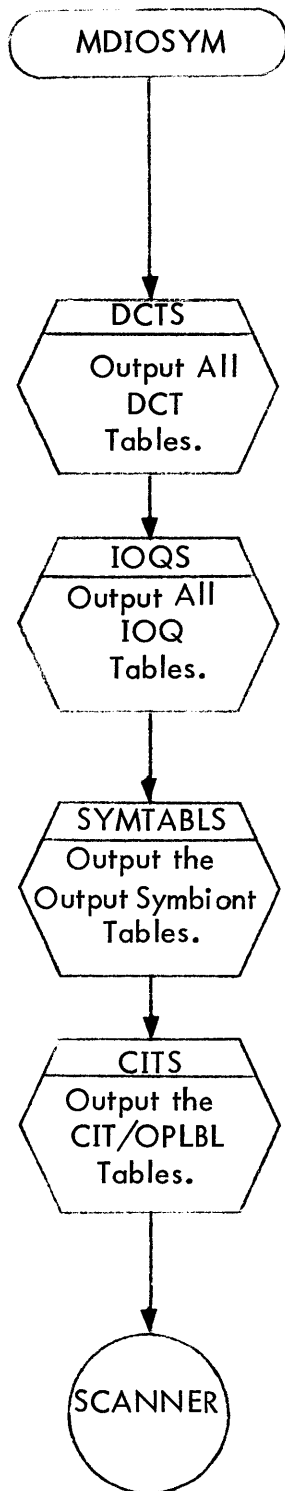 MDIOSYM
DCTS
Output All
DCT
Tables.
IOQS
Output All
IOQ
Tables.
SYMTABLS
Output the
Output Symbiont
Tables.
CITS
Output the
CIT/OPLBL
Tables.
SCANNER